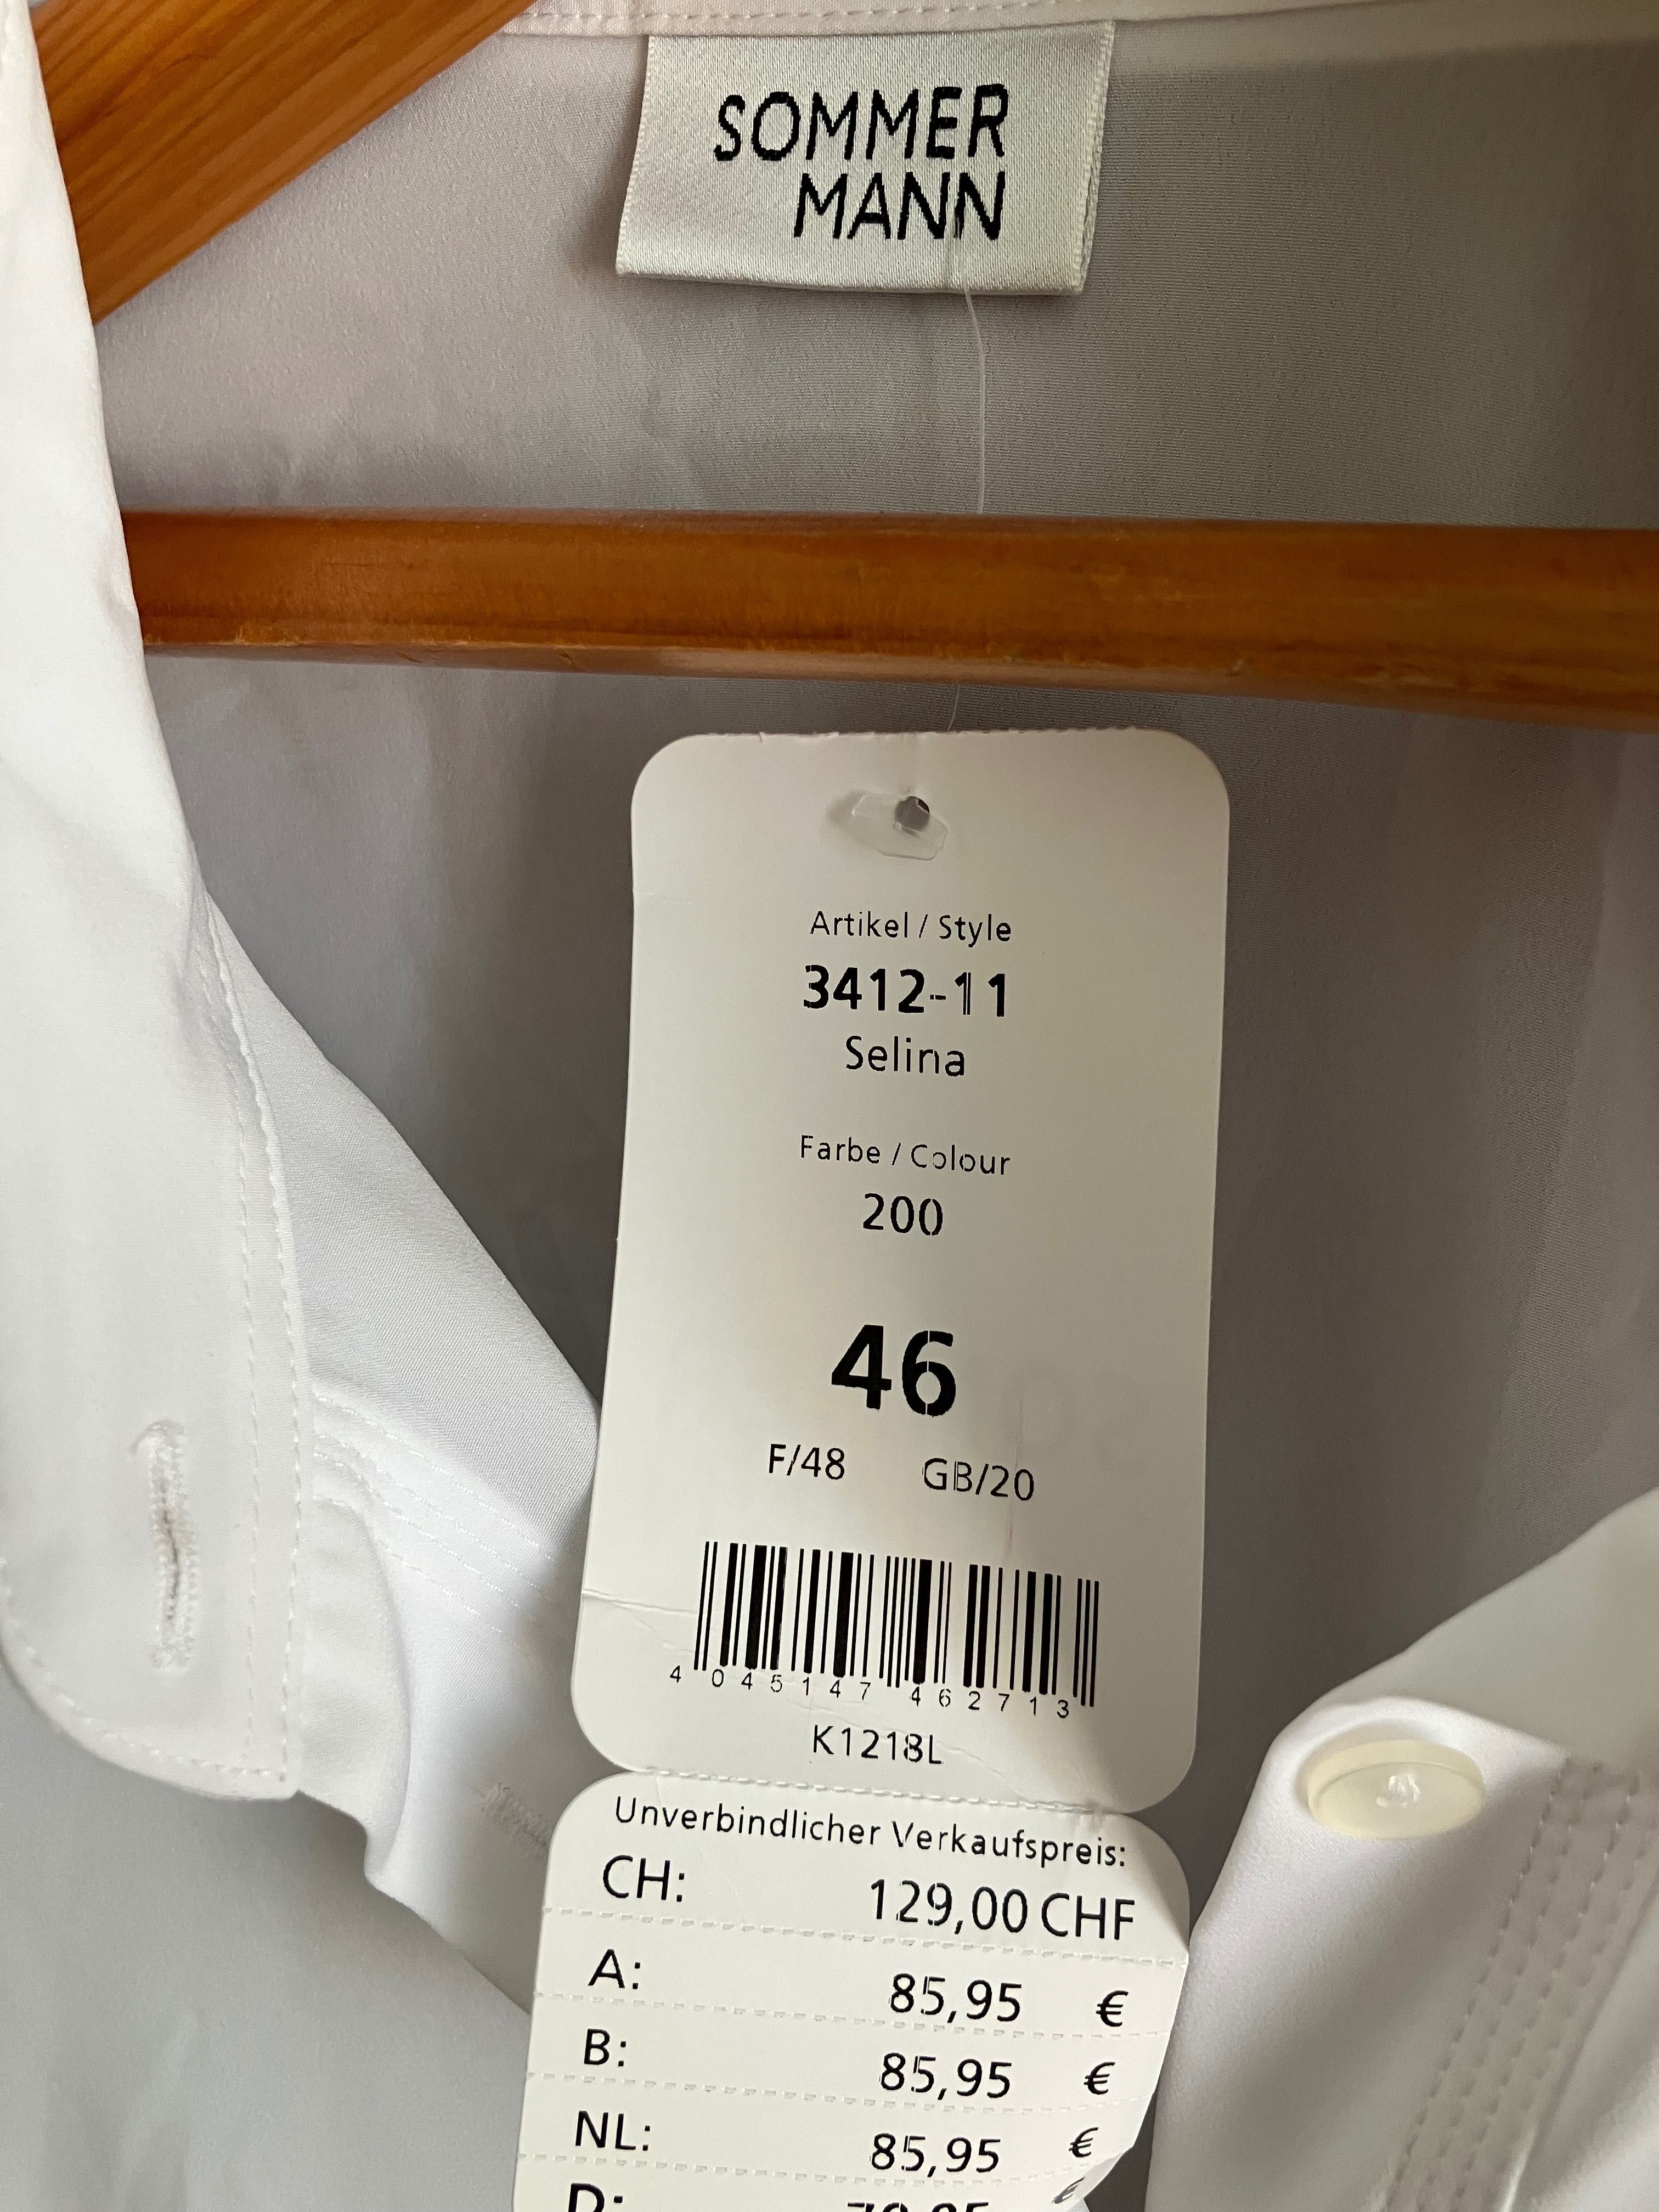 SOMMER
MANN
Artikel / Style
3412-11
Selina
Farbe / Colour
200
46
F/48 GB/20
4 045147 462713
K1218L
Unverbindlicher Verkaufspreis:
CH: 129,00 CHF
A: 85,95 €
B: 85,95 €
NL: 85,95 €
D: €